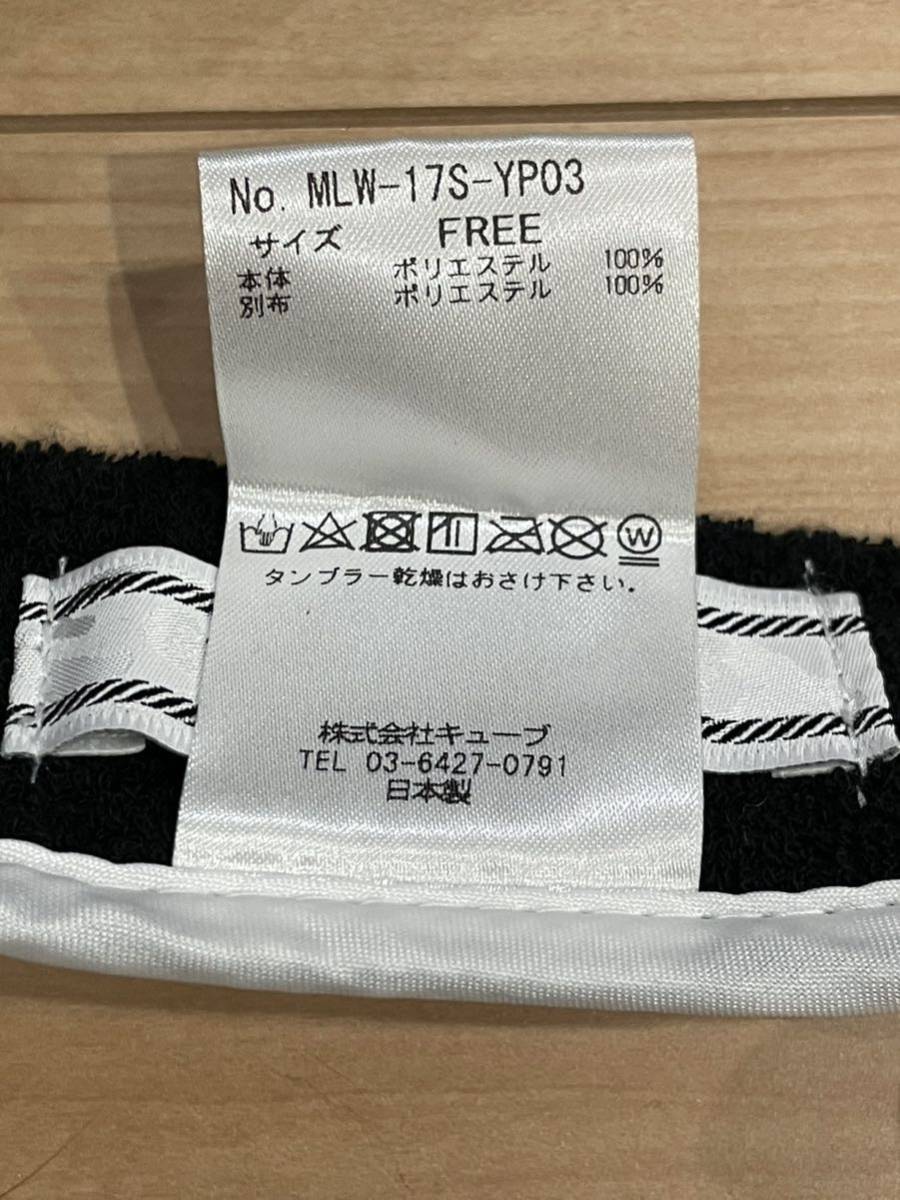 No. MLW-17S-YP03
サイズ FREE
本体 ポリエステル 100%
別布 ポリエステル 100%
W
タンブラー乾燥はおさけ下さい。
株式会社キューブ
TEL 03-6427-0791
日本製